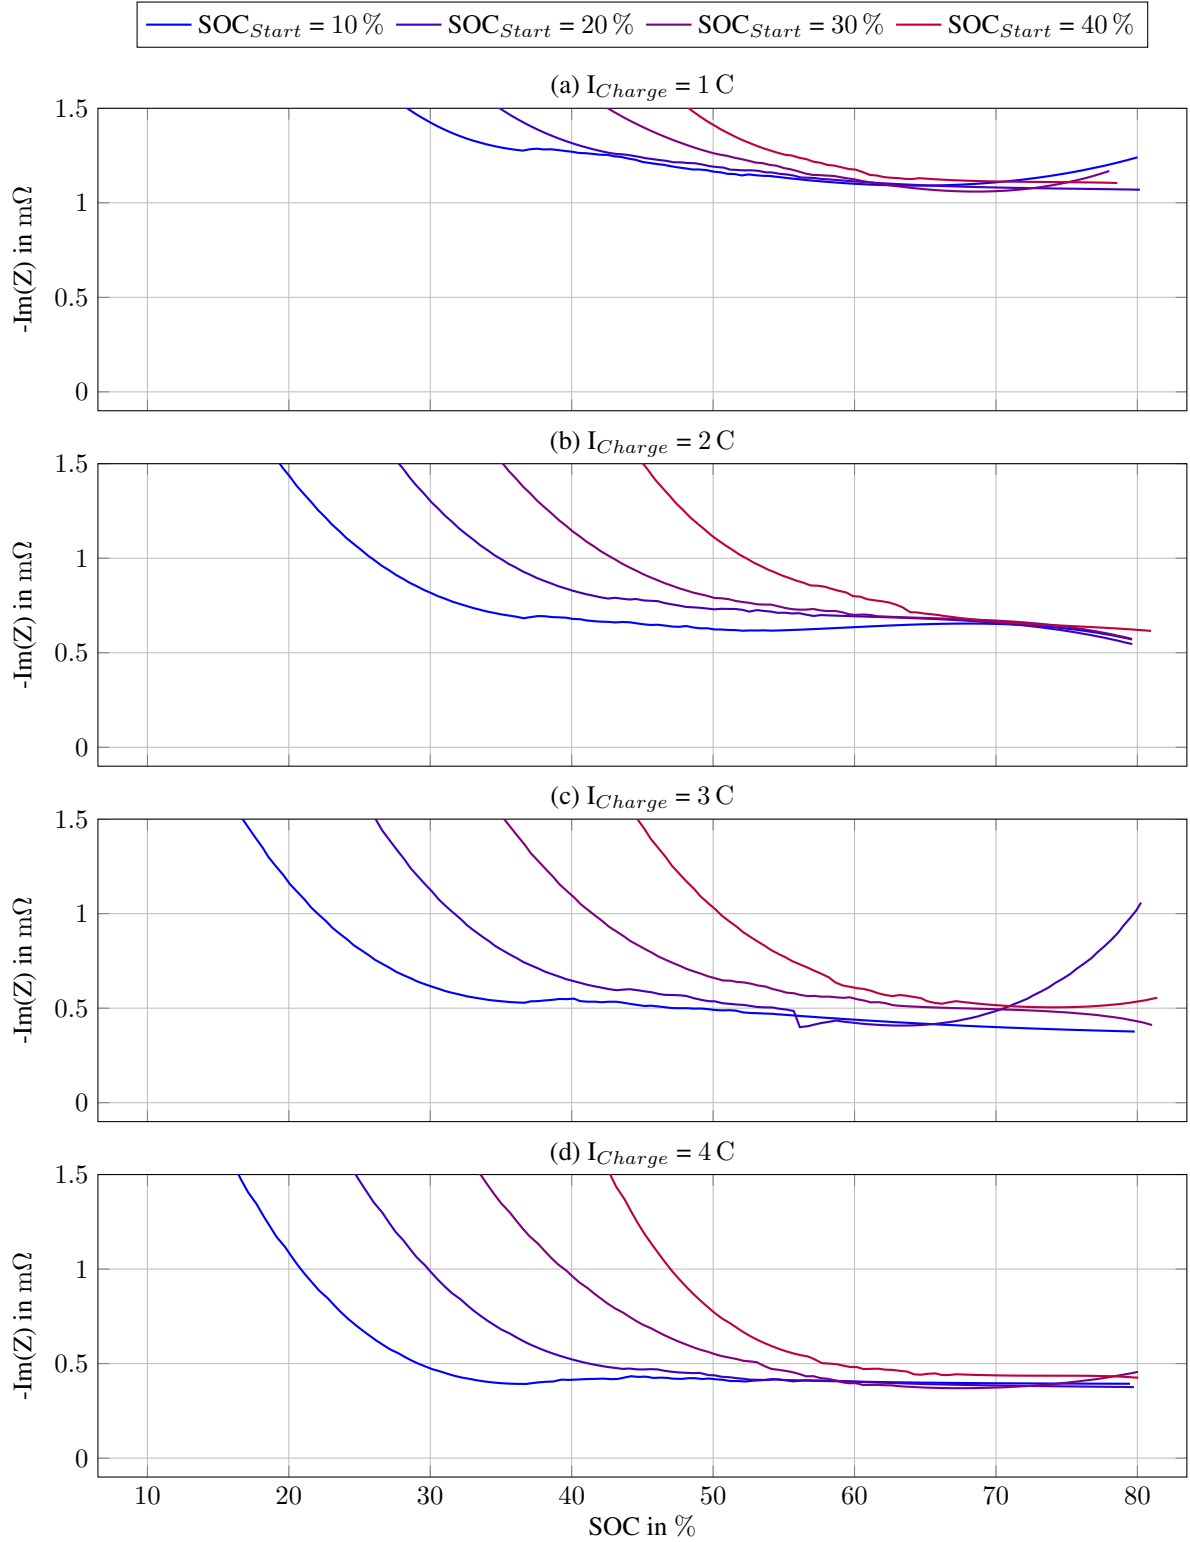 SOC_Start = 10 % SOC_Start = 20 % SOC_Start = 30 % SOC_Start = 40 %
(a) I_Charge = 1 C
1.5
1
0.5
0
-Im(Z) in mΩ
(b) I_Charge = 2 C
1.5
1
0.5
0
-Im(Z) in mΩ
(c) I_Charge = 3 C
1.5
1
0.5
0
-Im(Z) in mΩ
(d) I_Charge = 4 C
1.5
1
0.5
0
-Im(Z) in mΩ
10 20 30 40 50 60 70 80
SOC in %